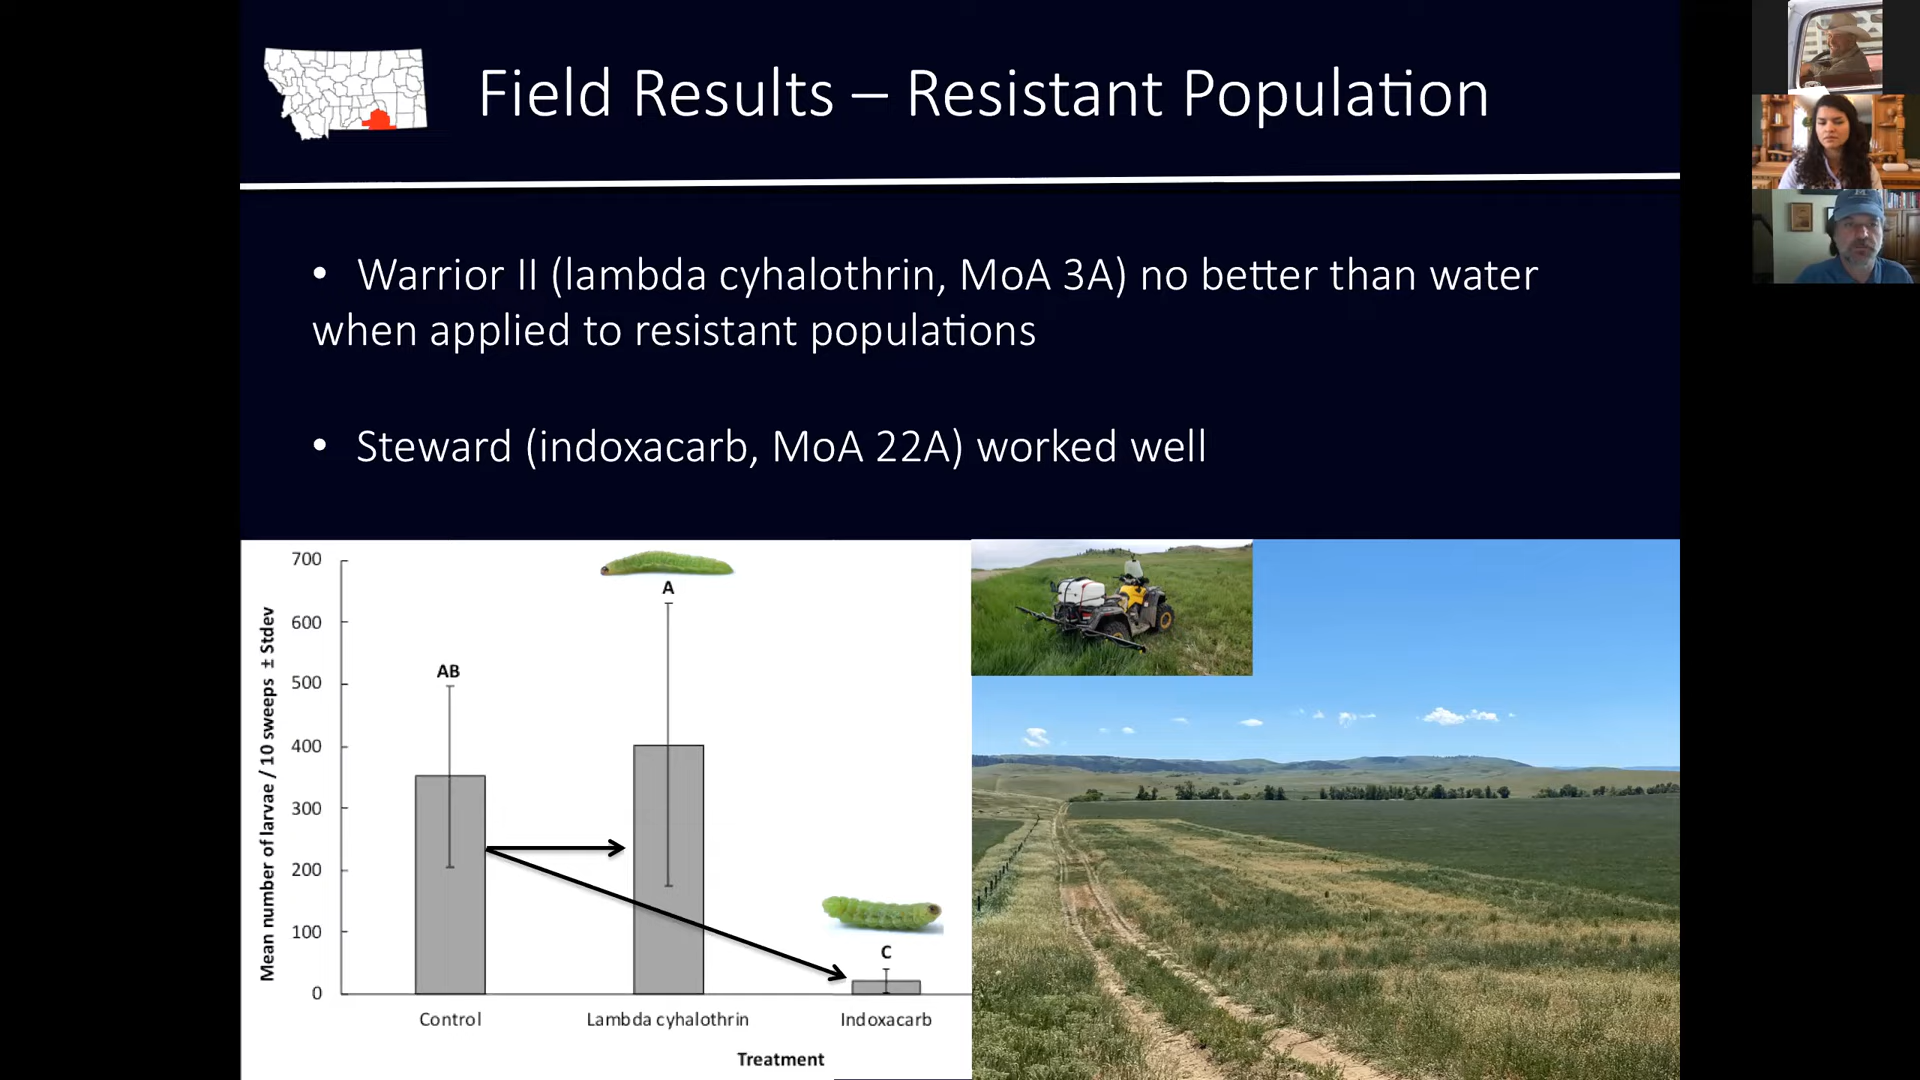 Field Results – Resistant Population
• Warrior II (lambda cyhalothrin, MoA 3A) no better than water
when applied to resistant populations
• Steward (indoxacarb, MoA 22A) worked well
Mean number of larvae / 10 sweeps ± Stdev
700
600
500
400
300
200
100
0
AB
A
C
Control
Lambda cyhalothrin
Indoxacarb
Treatment